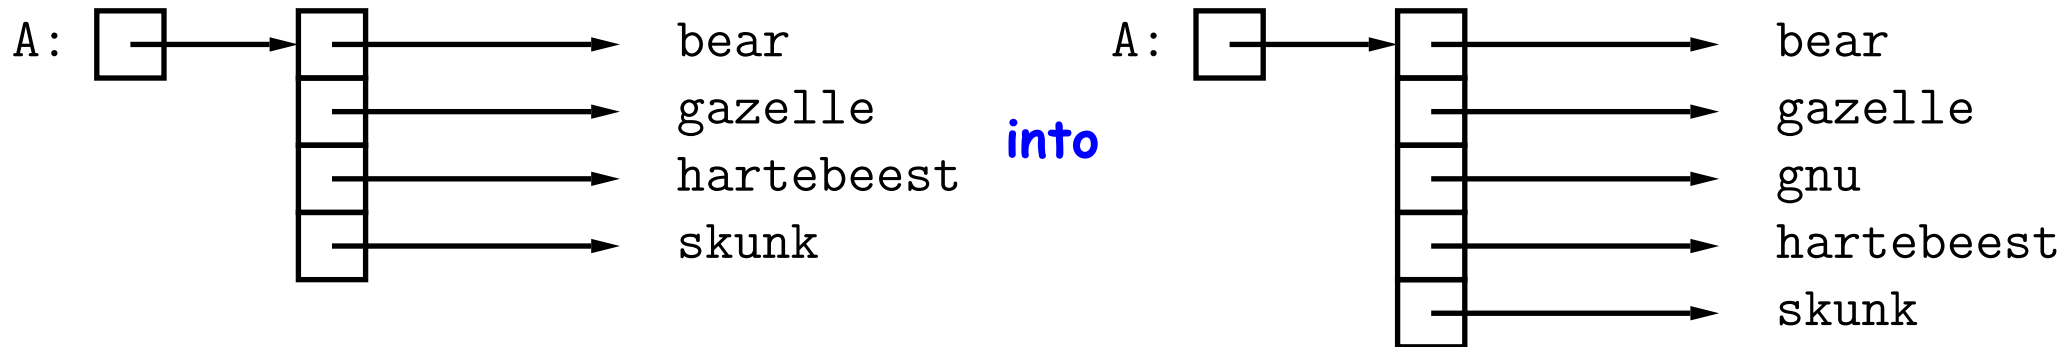 A: bear
gazelle
hartebeest
skunk
into
A: bear
gazelle
gnu
hartebeest
skunk